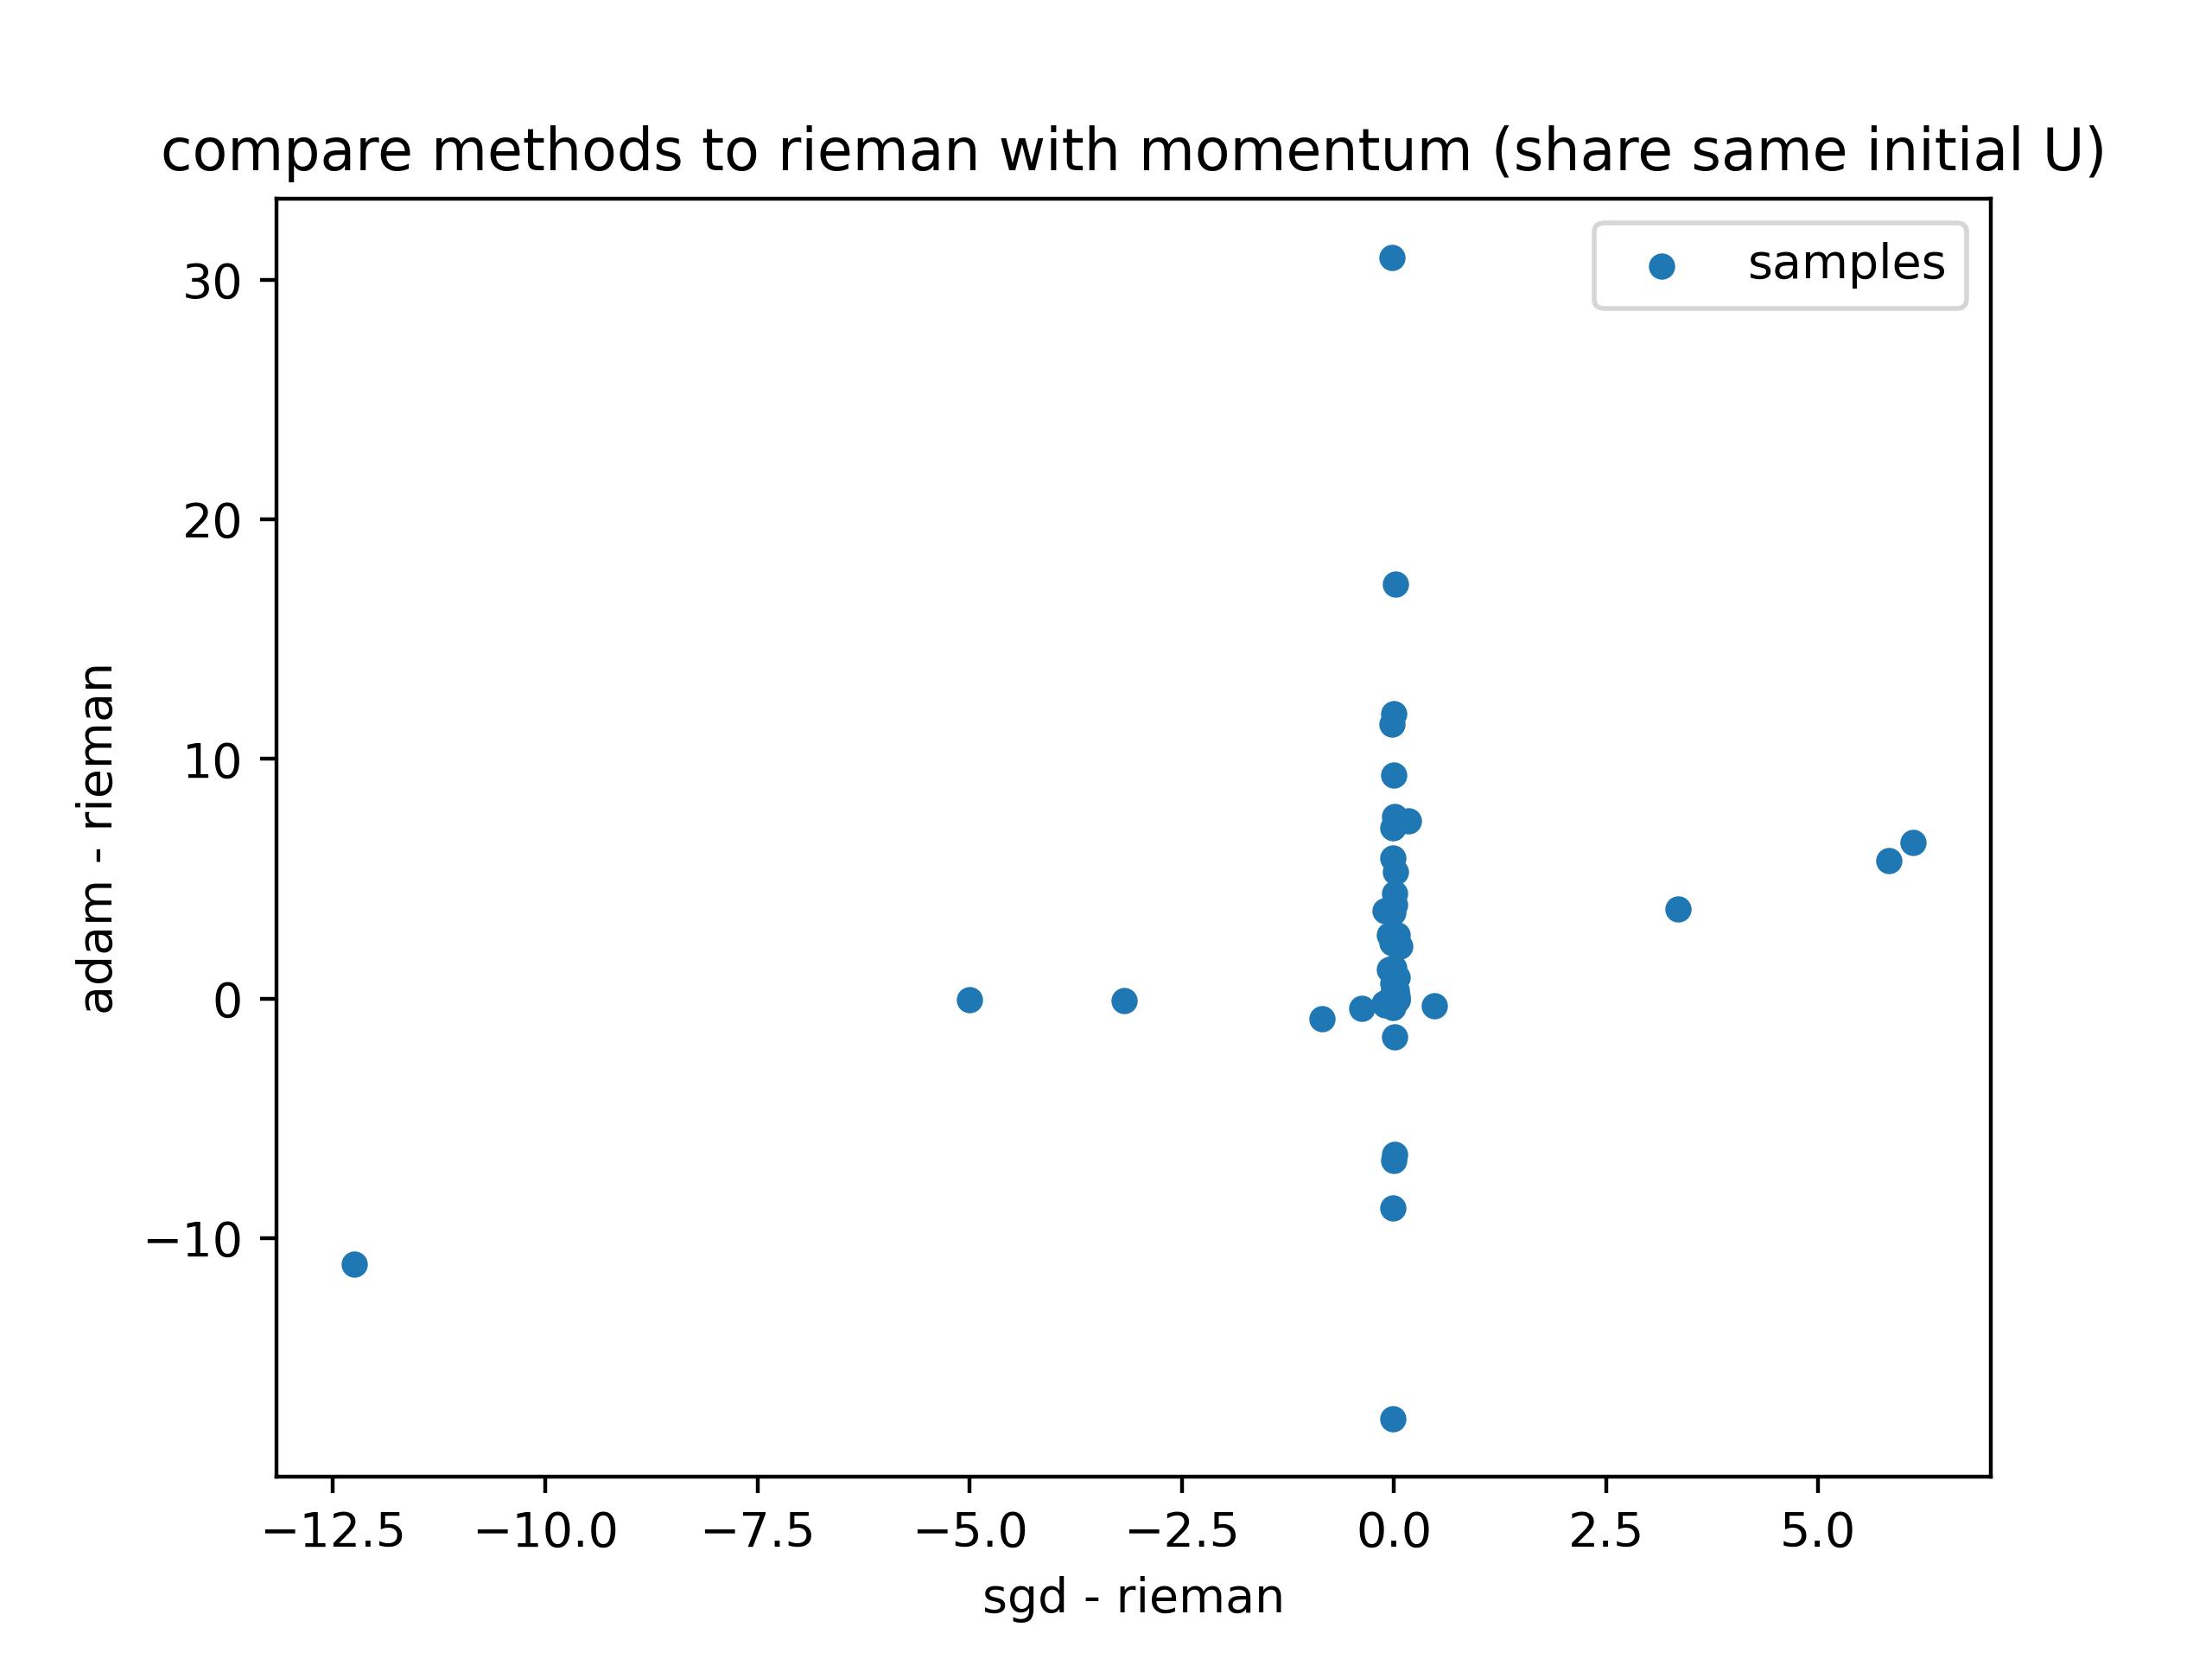 compare methods to rieman with momentum (share same initial U)
samples
30
20
10
0
−10
adam - rieman
−12.5 −10.0 −7.5 −5.0 −2.5 0.0 2.5 5.0
sgd - rieman